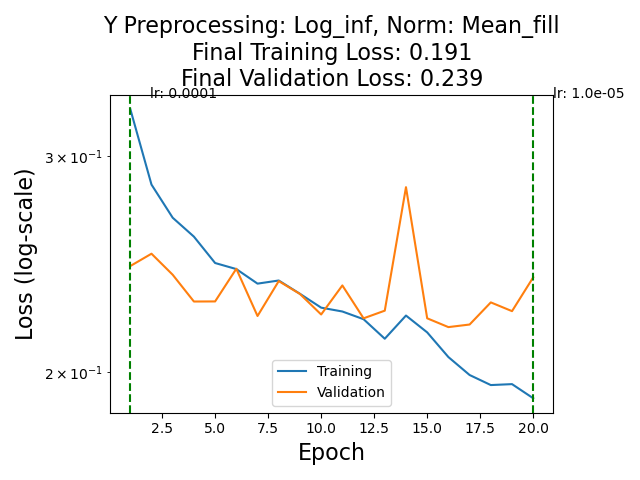 Y Preprocessing: Log_inf, Norm: Mean_fill
Final Training Loss: 0.191
Final Validation Loss: 0.239
lr: 0.0001
lr: 1.0e-05
3 × 10⁻¹
2 × 10⁻¹
Loss (log-scale)
Training
Validation
2.5 5.0 7.5 10.0 12.5 15.0 17.5 20.0
Epoch